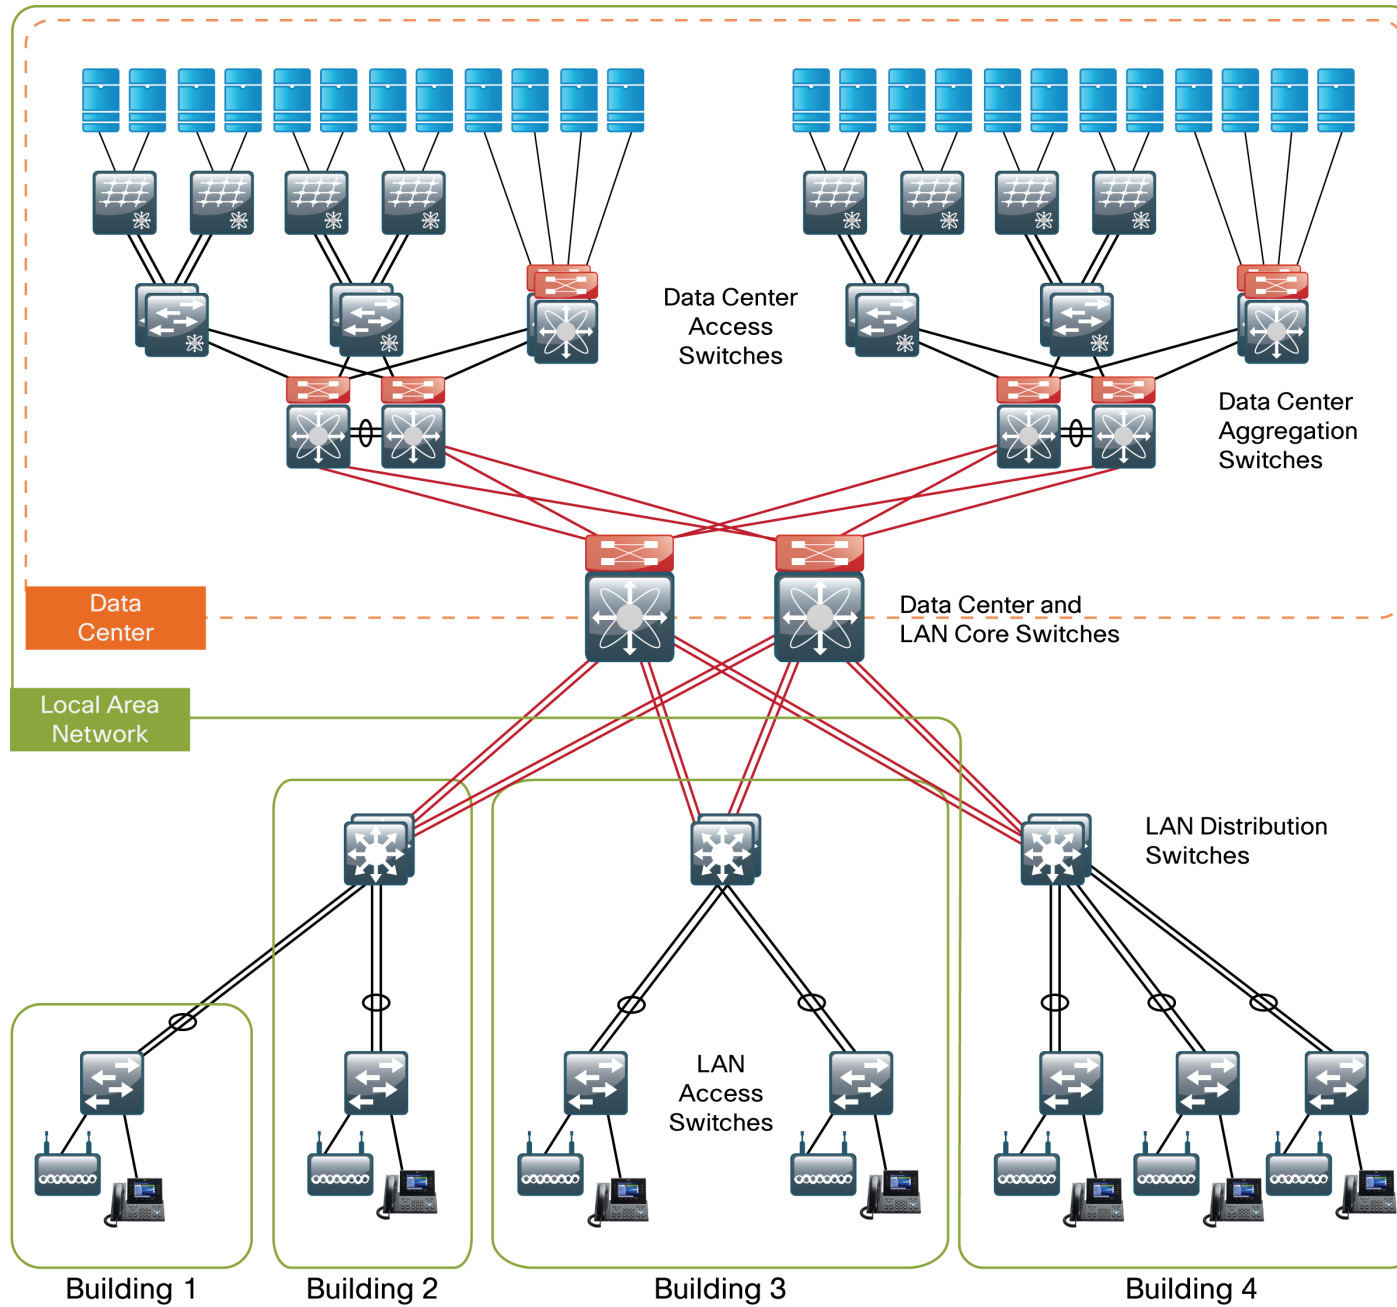 Data Center
Access
Switches
Data Center
Aggregation
Switches
Data
Center
Data Center and
LAN Core Switches
Local Area
Network
LAN Distribution
Switches
LAN
Access
Switches
Building 1
Building 2
Building 3
Building 4